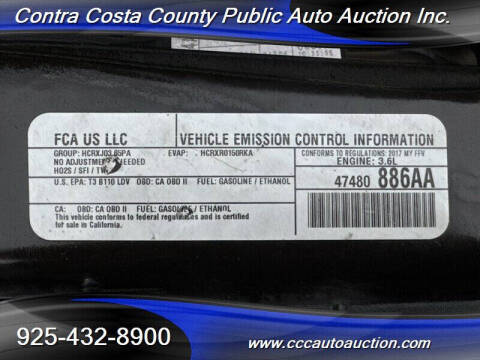 Contra Costa County Public Auto Auction Inc.
FCA US LLC
VEHICLE EMISSION CONTROL INFORMATION
GROUP: HCRXJ03.65PA EVAP: HCRXR0150RKA
CONFORMS TO REGULATIONS: 2017 MY FFV
NO ADJUSTMENTS NEEDED
ENGINE: 3.6L
HO2S / SFI /
U.S. EPA: T3 B110 LDV OBD: CA OBD II FUEL: GASOLINE / ETHANOL
47480 886AA
CA: OBD: CA OBD II FUEL: GASOLINE / ETHANOL
This vehicle conforms to federal regulations and is certified
for sale in California.
925-432-8900
www.cccautoauction.com